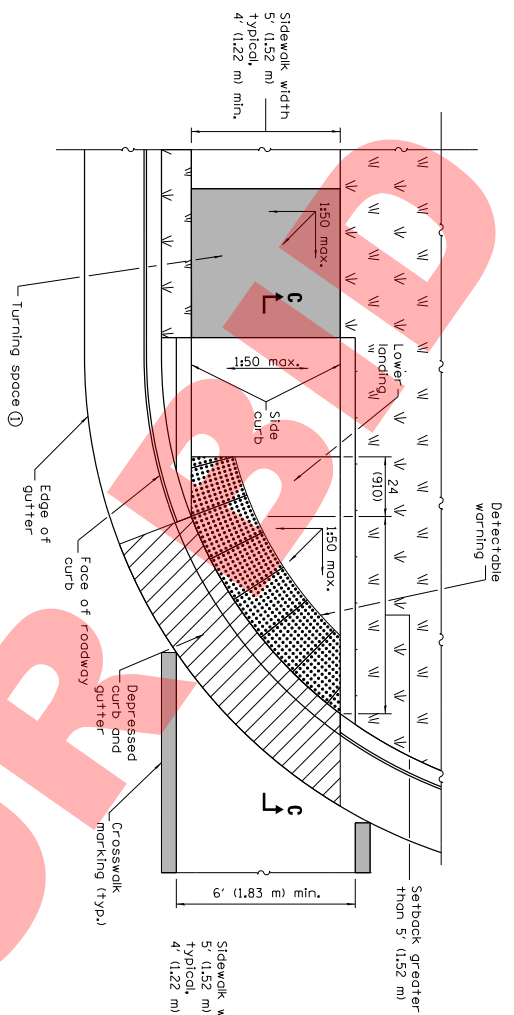 Sidewalk width
5' (1.52 m)
typical,
4' (1.22 m) min.
1:50 max.
C
Turning space ①
1:50 max.
Side
curb
Lower
landing
24
(910)
1:50 max.
Detectable
warning
Setback greater
than 5' (1.52 m)
Edge of
gutter
Face of roadway
curb
Depressed
curb and
gutter
Crosswalk
marking (typ.)
C
6' (1.83 m) min.
Sidewalk w
5' (1.52 m)
typical,
4' (1.22 m)
OR BID